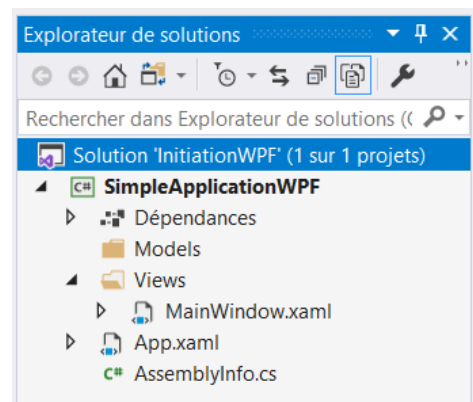 Explorateur de solutions
Rechercher dans Explorateur de solutions ((
Solution 'InitiationWPF' (1 sur 1 projets)
C# SimpleApplicationWPF
Dépendances
Models
Views
MainWindow.xaml
App.xaml
C# AssemblyInfo.cs